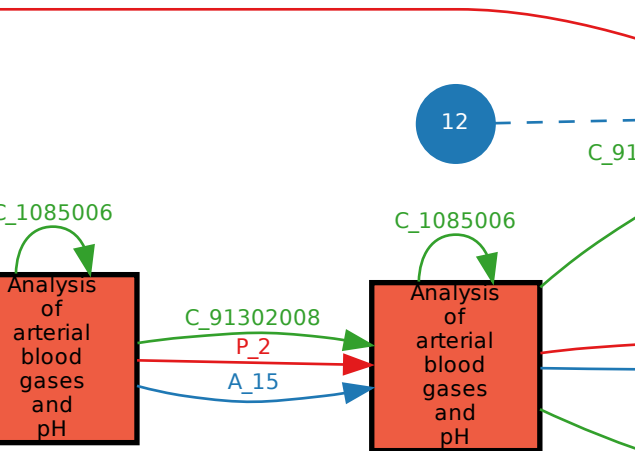 12
C_91
C_1085006
C_1085006
Analysis
of
arterial
blood
gases
and
pH
C_91302008
P_2
A_15
Analysis
of
arterial
blood
gases
and
pH